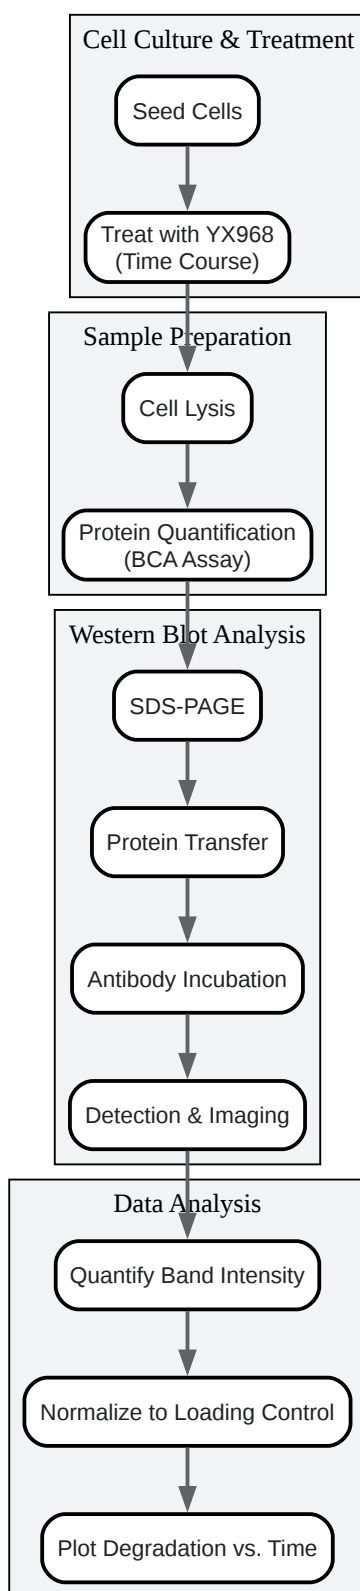 Cell Culture & Treatment
Seed Cells
Treat with YX968
(Time Course)
Sample Preparation
Cell Lysis
Protein Quantification
(BCA Assay)
Western Blot Analysis
SDS-PAGE
Protein Transfer
Antibody Incubation
Detection & Imaging
Data Analysis
Quantify Band Intensity
Normalize to Loading Control
Plot Degradation vs. Time